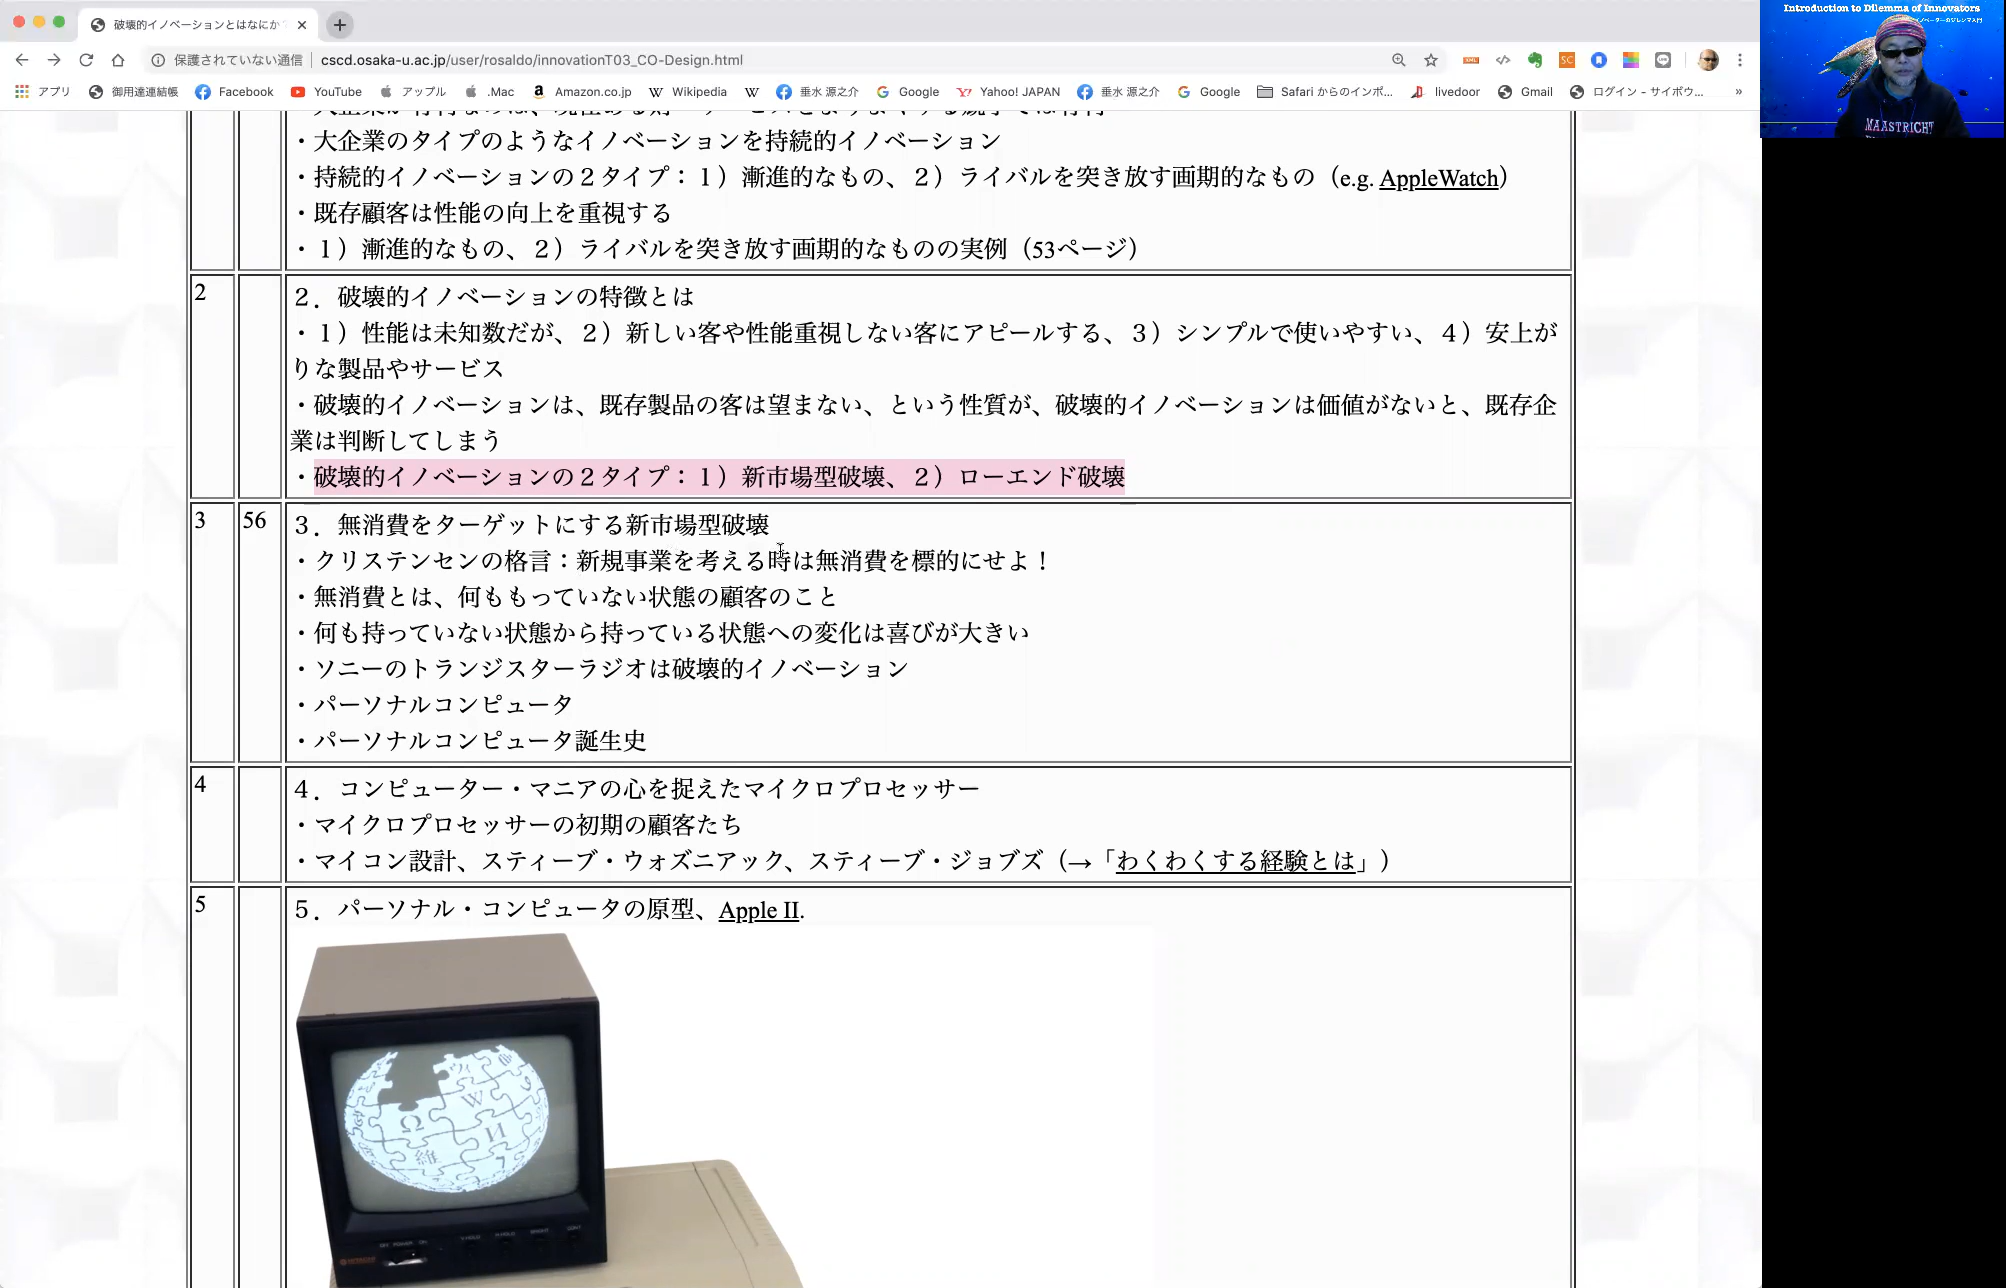 破壊的イノベーションとはなにか
保護されていない通信 | cscd.osaka-u.ac.jp/user/rosaldo/innovationT03_CO-Design.html
アプリ 御用達連結帳 Facebook YouTube アップル .Mac Amazon.co.jp Wikipedia 垂水 源之介 Google Yahoo! JAPAN 垂水 源之介 Google Safari からのインポ... livedoor Gmail ログイン - サイボウ... »
Introduction to Dilemma of Innovators
MAASTRICHT
・大企業のタイプのようなイノベーションを持続的イノベーション
・持続的イノベーションの２タイプ：１）漸進的なもの、２）ライバルを突き放す画期的なもの（e.g. AppleWatch）
・既存顧客は性能の向上を重視する
・１）漸進的なもの、２）ライバルを突き放す画期的なものの実例（53ページ）
2
２．破壊的イノベーションの特徴とは
・１）性能は未知数だが、２）新しい客や性能重視しない客にアピールする、３）シンプルで使いやすい、４）安上が
りな製品やサービス
・破壊的イノベーションは、既存製品の客は望まない、という性質が、破壊的イノベーションは価値がないと、既存企
業は判断してしまう
・破壊的イノベーションの２タイプ：１）新市場型破壊、２）ローエンド破壊
3 56
３．無消費をターゲットにする新市場型破壊
・クリステンセンの格言：新規事業を考える時は無消費を標的にせよ！
・無消費とは、何ももっていない状態の顧客のこと
・何も持っていない状態から持っている状態への変化は喜びが大きい
・ソニーのトランジスターラジオは破壊的イノベーション
・パーソナルコンピュータ
・パーソナルコンピュータ誕生史
4
４．コンピューター・マニアの心を捉えたマイクロプロセッサー
・マイクロプロセッサーの初期の顧客たち
・マイコン設計、スティーブ・ウォズニアック、スティーブ・ジョブズ（→「わくわくする経験とは」）
5
５．パーソナル・コンピュータの原型、Apple II.
Ω W И 維